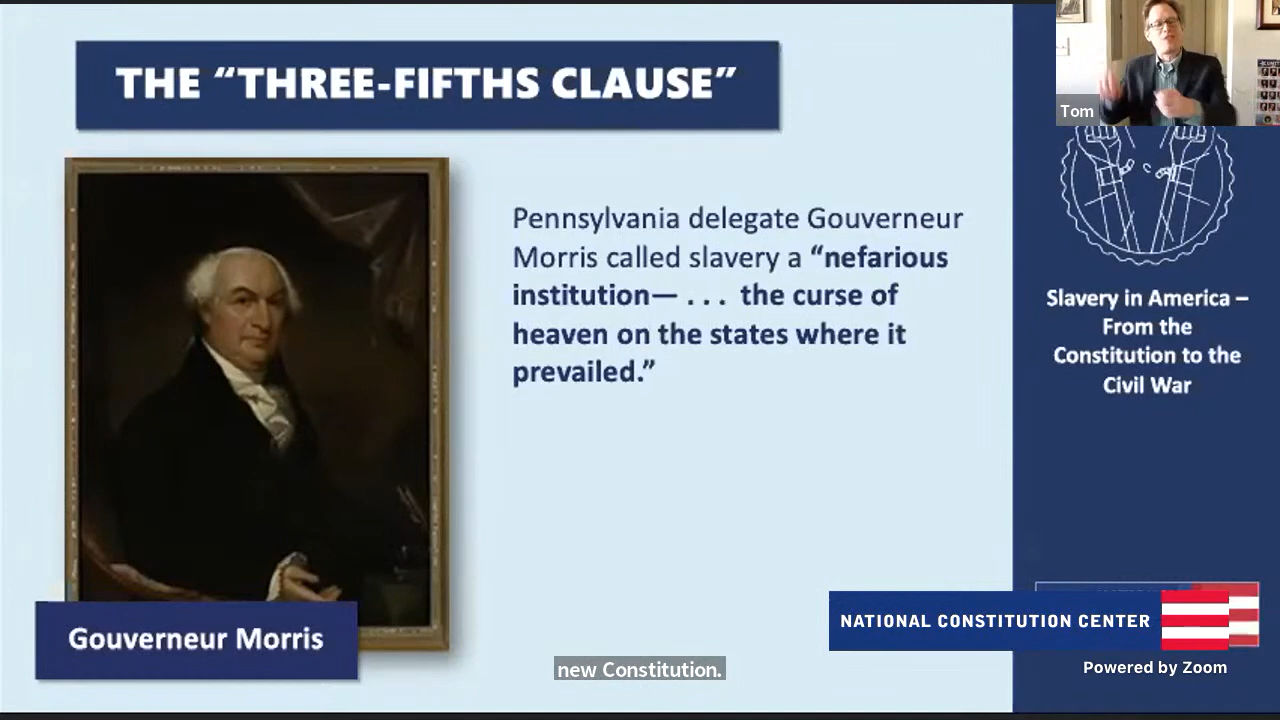 THE “THREE-FIFTHS CLAUSE”
Tom
Pennsylvania delegate Gouverneur
Morris called slavery a “nefarious
institution— . . . the curse of
heaven on the states where it
prevailed.”
Slavery in America –
From the
Constitution to the
Civil War
Gouverneur Morris
NATIONAL CONSTITUTION CENTER
Powered by Zoom
new Constitution.